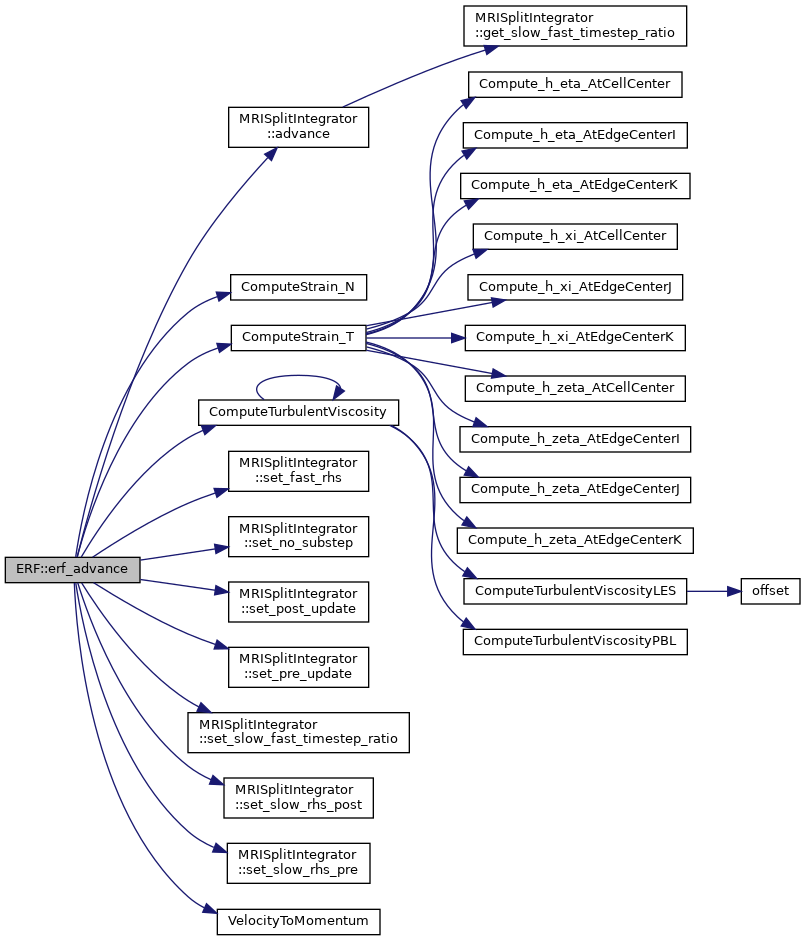 MRISplitIntegrator
::get_slow_fast_timestep_ratio
Compute_h_eta_AtCellCenter
MRISplitIntegrator
::advance
Compute_h_eta_AtEdgeCenterI
Compute_h_eta_AtEdgeCenterK
Compute_h_xi_AtCellCenter
ComputeStrain_N
Compute_h_xi_AtEdgeCenterJ
ComputeStrain_T
Compute_h_xi_AtEdgeCenterK
Compute_h_zeta_AtCellCenter
ComputeTurbulentViscosity
Compute_h_zeta_AtEdgeCenterI
MRISplitIntegrator
::set_fast_rhs
Compute_h_zeta_AtEdgeCenterJ
MRISplitIntegrator
::set_no_substep
Compute_h_zeta_AtEdgeCenterK
ERF::erf_advance
MRISplitIntegrator
::set_post_update
ComputeTurbulentViscosityLES
offset
ComputeTurbulentViscosityPBL
MRISplitIntegrator
::set_pre_update
MRISplitIntegrator
::set_slow_fast_timestep_ratio
MRISplitIntegrator
::set_slow_rhs_post
MRISplitIntegrator
::set_slow_rhs_pre
VelocityToMomentum